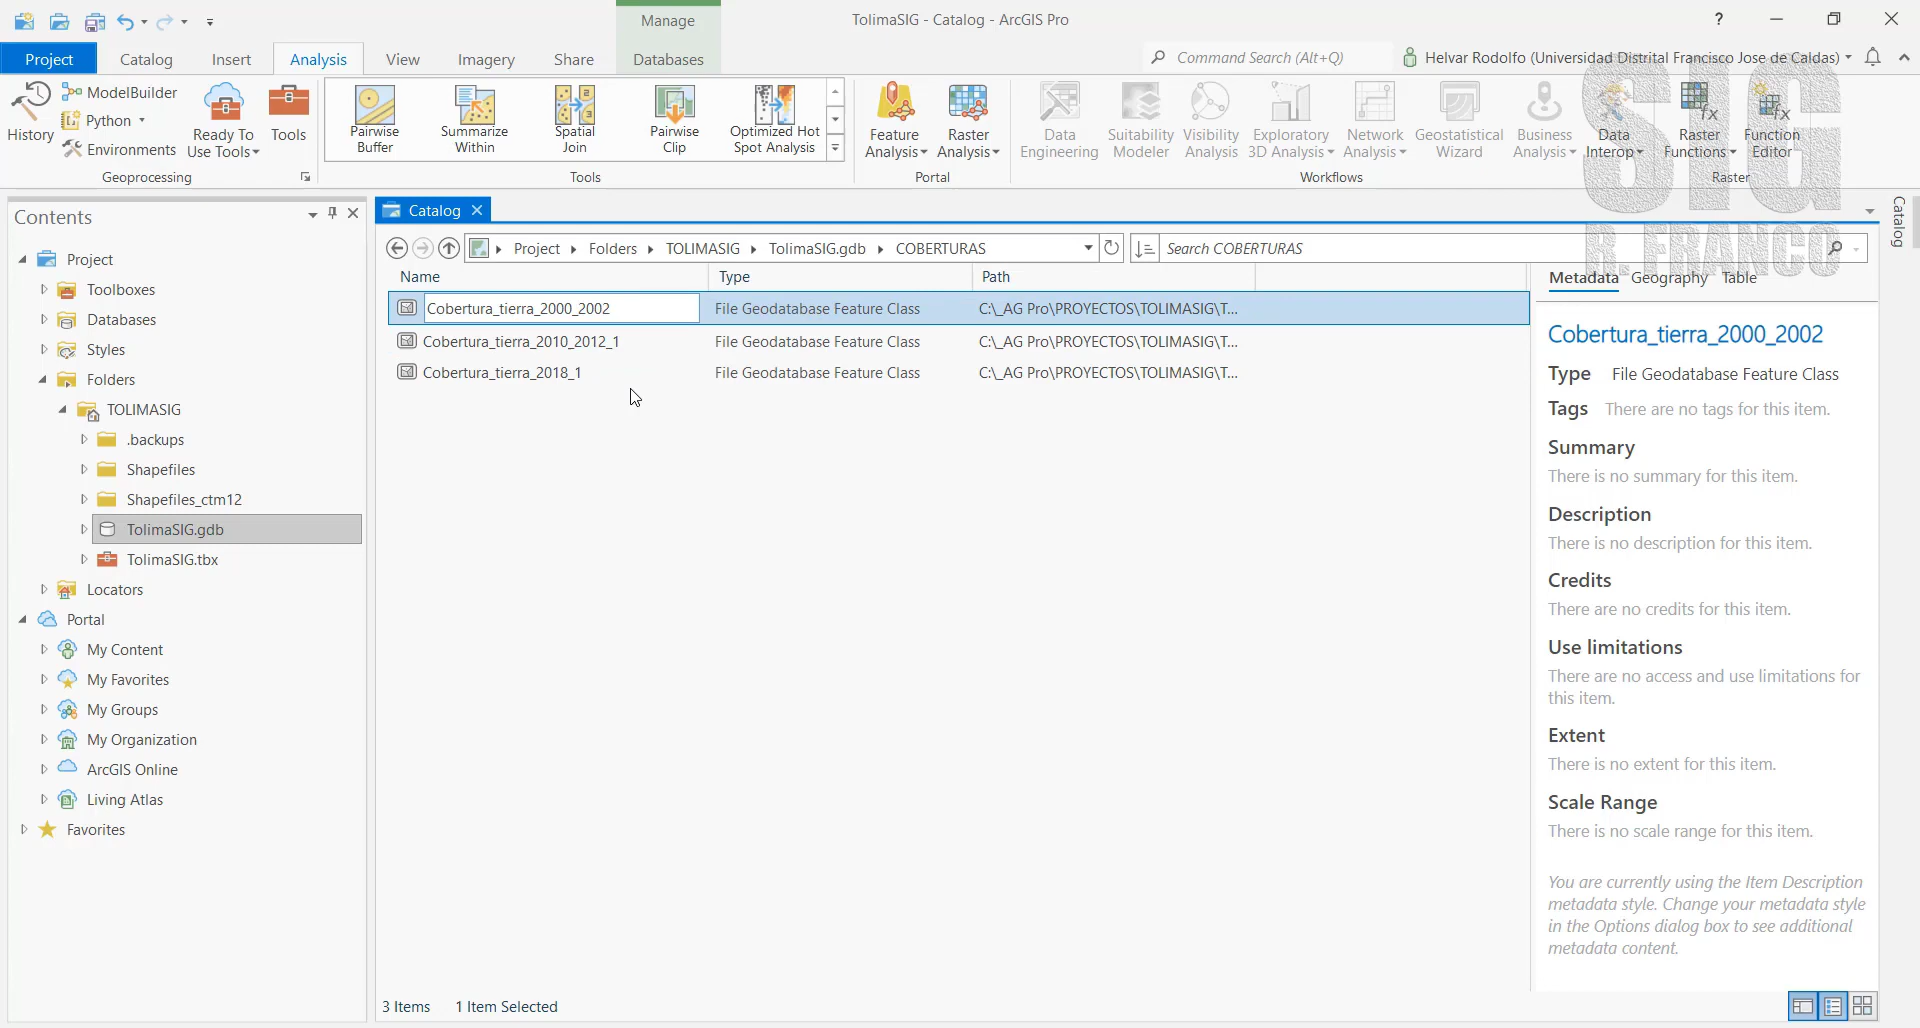 Manage
TolimaSIG - Catalog - ArcGIS Pro
?
Project
Catalog
Insert
Analysis
View
Imagery
Share
Databases
Command Search (Alt+Q)
Helvar Rodolfo (Universidad Distrital Francisco Jose de Caldas)
History
ModelBuilder
Python
Environments
Ready To
Use Tools
Tools
Geoprocessing
Pairwise
Buffer
Summarize
Within
Spatial
Join
Pairwise
Clip
Optimized Hot
Spot Analysis
Tools
Feature
Analysis
Raster
Analysis
Portal
Data
Engineering
Suitability
Modeler
Visibility
Analysis
Exploratory
3D Analysis
Network
Analysis
Geostatistical
Wizard
Business
Analysis
Data
Interop
Workflows
Raster
Functions
Function
Editor
Raster
SIG
R. FRANCO
Contents
Project
Toolboxes
Databases
Styles
Folders
TOLIMASIG
.backups
Shapefiles
Shapefiles_ctm12
TolimaSIG.gdb
TolimaSIG.tbx
Locators
Portal
My Content
My Favorites
My Groups
My Organization
ArcGIS Online
Living Atlas
Favorites
Catalog
Project
Folders
TOLIMASIG
TolimaSIG.gdb
COBERTURAS
Search COBERTURAS
Name
Type
Path
Cobertura_tierra_2000_2002
File Geodatabase Feature Class
C:\_AG Pro\PROYECTOS\TOLIMASIG\T...
Cobertura_tierra_2010_2012_1
File Geodatabase Feature Class
C:\_AG Pro\PROYECTOS\TOLIMASIG\T...
Cobertura_tierra_2018_1
File Geodatabase Feature Class
C:\_AG Pro\PROYECTOS\TOLIMASIG\T...
3 Items
1 Item Selected
Metadata
Geography
Table
Cobertura_tierra_2000_2002
Type File Geodatabase Feature Class
Tags There are no tags for this item.
Summary
There is no summary for this item.
Description
There is no description for this item.
Credits
There are no credits for this item.
Use limitations
There are no access and use limitations for
this item.
Extent
There is no extent for this item.
Scale Range
There is no scale range for this item.
You are currently using the Item Description
metadata style. Change your metadata style
in the Options dialog box to see additional
metadata content.
Catalog